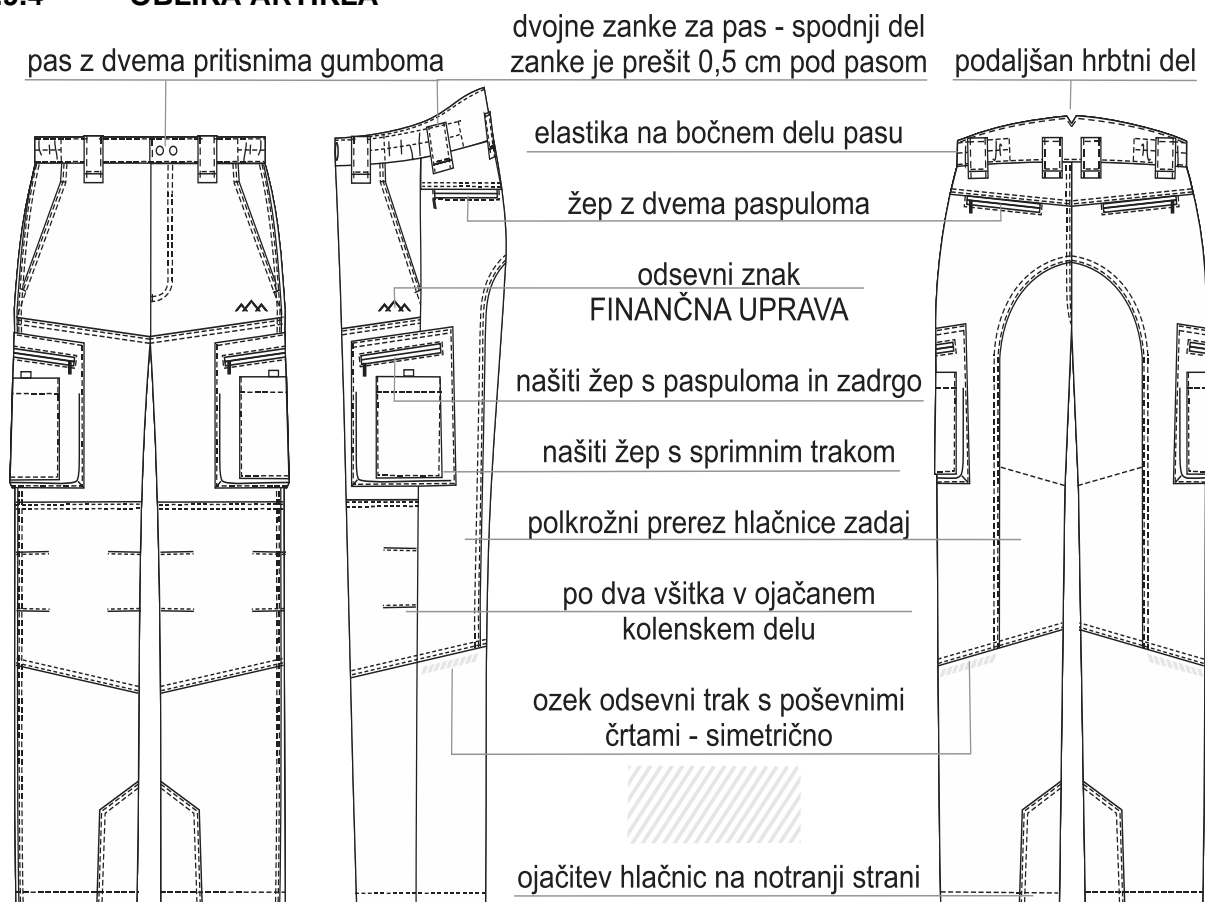 OBLIKA ARTIKLA
pas z dvema pritisnima gumboma
dvojne zanke za pas - spodnji del
zanke je prešit 0,5 cm pod pasom
podaljšan hrbtni del
elastika na bočnem delu pasu
žep z dvema paspuloma
odsevni znak
FINANČNA UPRAVA
našiti žep s paspuloma in zadrgo
našiti žep s sprimnim trakom
polkrožni prerez hlačnice zadaj
po dva všitka v ojačanem
kolenskem delu
ozek odsevni trak s poševnimi
črtami - simetrično
ojačitev hlačnic na notranji strani